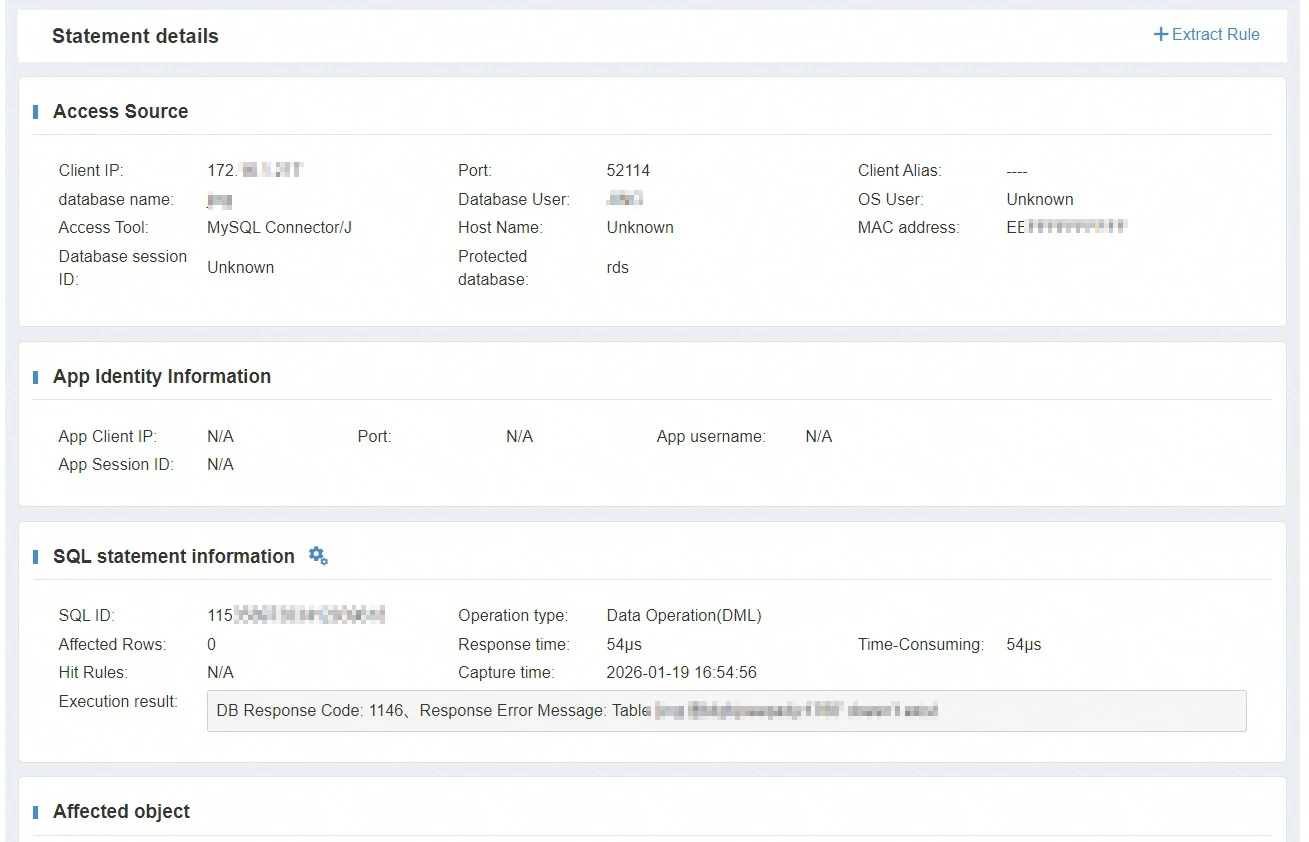 Statement details
+ Extract Rule
Access Source
Client IP: 172. Port: 52114 Client Alias: ----
database name: Database User: OS User: Unknown
Access Tool: MySQL Connector/J Host Name: Unknown MAC address: EE
Database session ID: Unknown Protected database: rds
App Identity Information
App Client IP: N/A Port: N/A App username: N/A
App Session ID: N/A
SQL statement information
SQL ID: 115 Operation type: Data Operation(DML)
Affected Rows: 0 Response time: 54μs Time-Consuming: 54μs
Hit Rules: N/A Capture time: 2026-01-19 16:54:56
Execution result: DB Response Code: 1146、Response Error Message: Table
Affected object